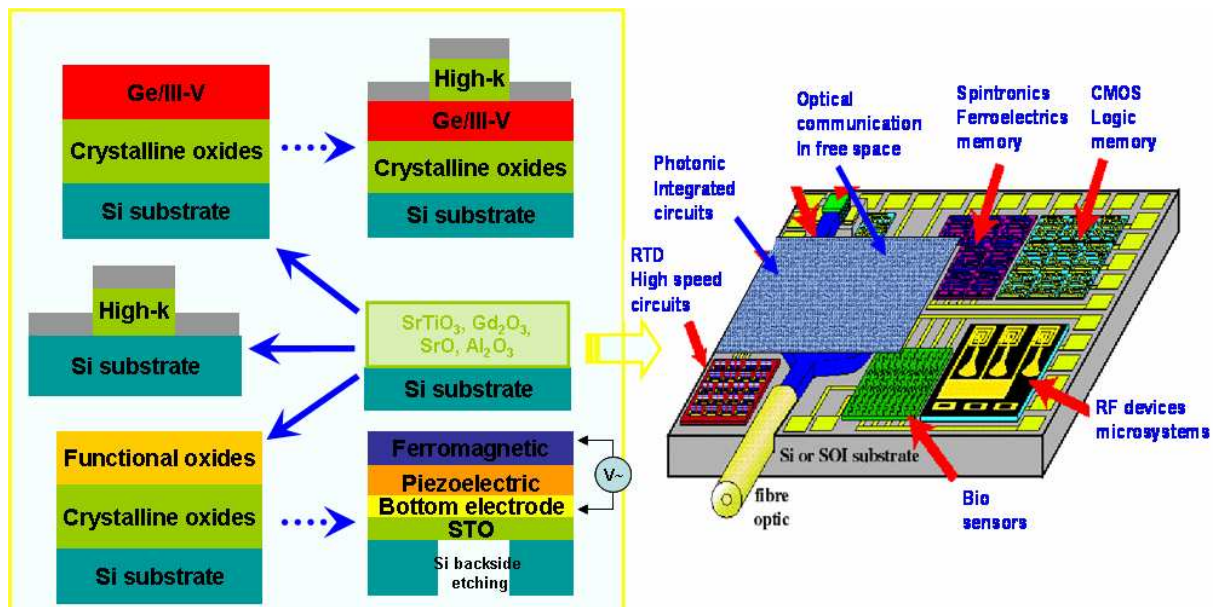 Ge/III-V
Crystalline oxides
Si substrate
High-k
Ge/III-V
Crystalline oxides
Si substrate
High-k
Si substrate
SrTiO₃, Gd₂O₃,
SrO, Al₂O₃
Si substrate
Functional oxides
Crystalline oxides
Si substrate
Ferromagnetic
Piezoelectric
Bottom electrode
STO
Si backside
etching
V~
Optical
communication
In free space
Spintronics
Ferroelectrics
memory
CMOS
Logic
memory
Photonic
Integrated
circuits
RTD
High speed
circuits
RF devices
microsystems
Si or SOI substrate
fibre
optic
Bio
sensors